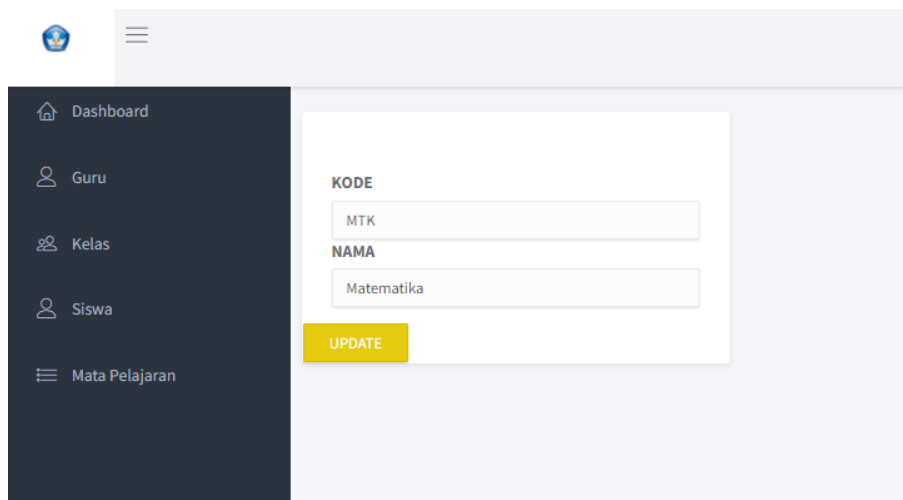 Dashboard
Guru
Kelas
Siswa
Mata Pelajaran
KODE
MTK
NAMA
Matematika
UPDATE